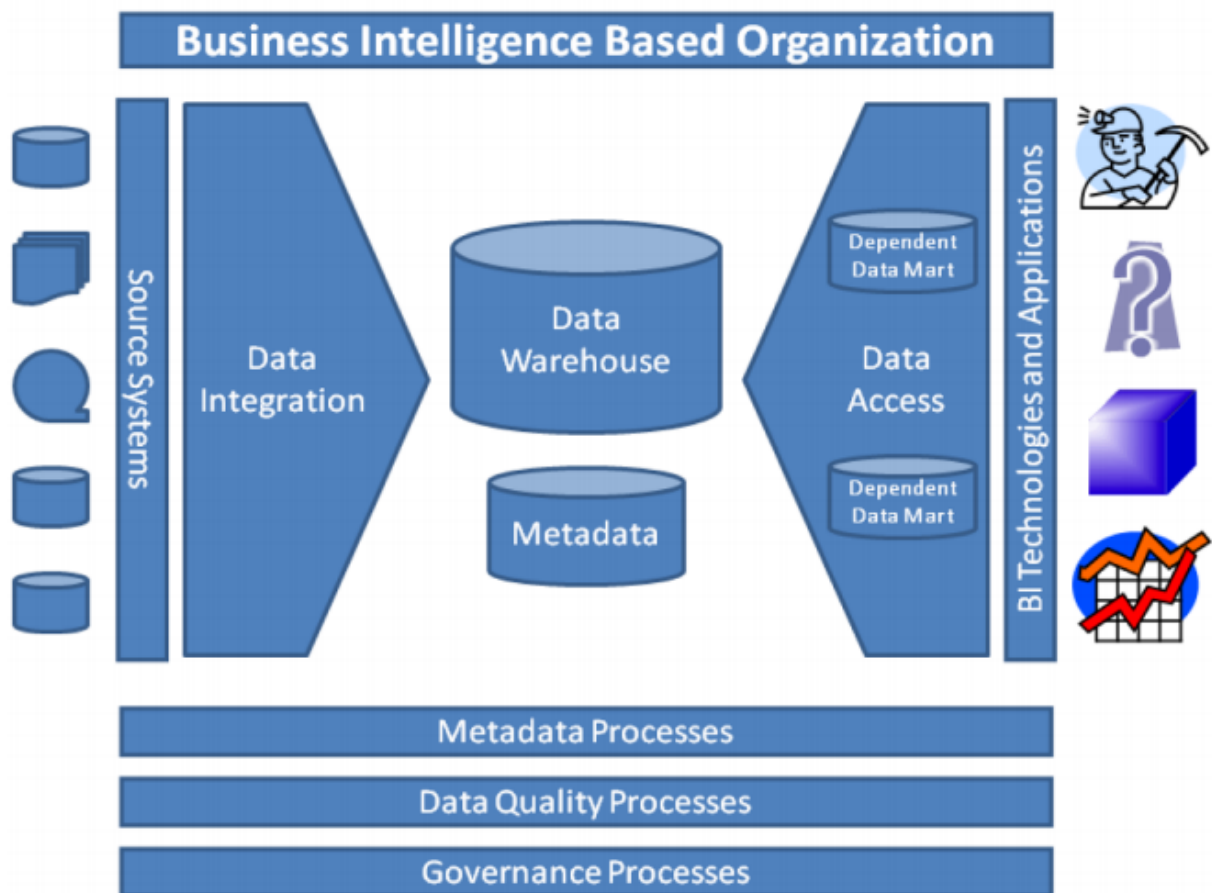 Business Intelligence Based Organization
Source Systems
Data
Integration
Data
Warehouse
Metadata
Dependent
Data Mart
Data
Access
Dependent
Data Mart
BI Technologies and Applications
Metadata Processes
Data Quality Processes
Governance Processes